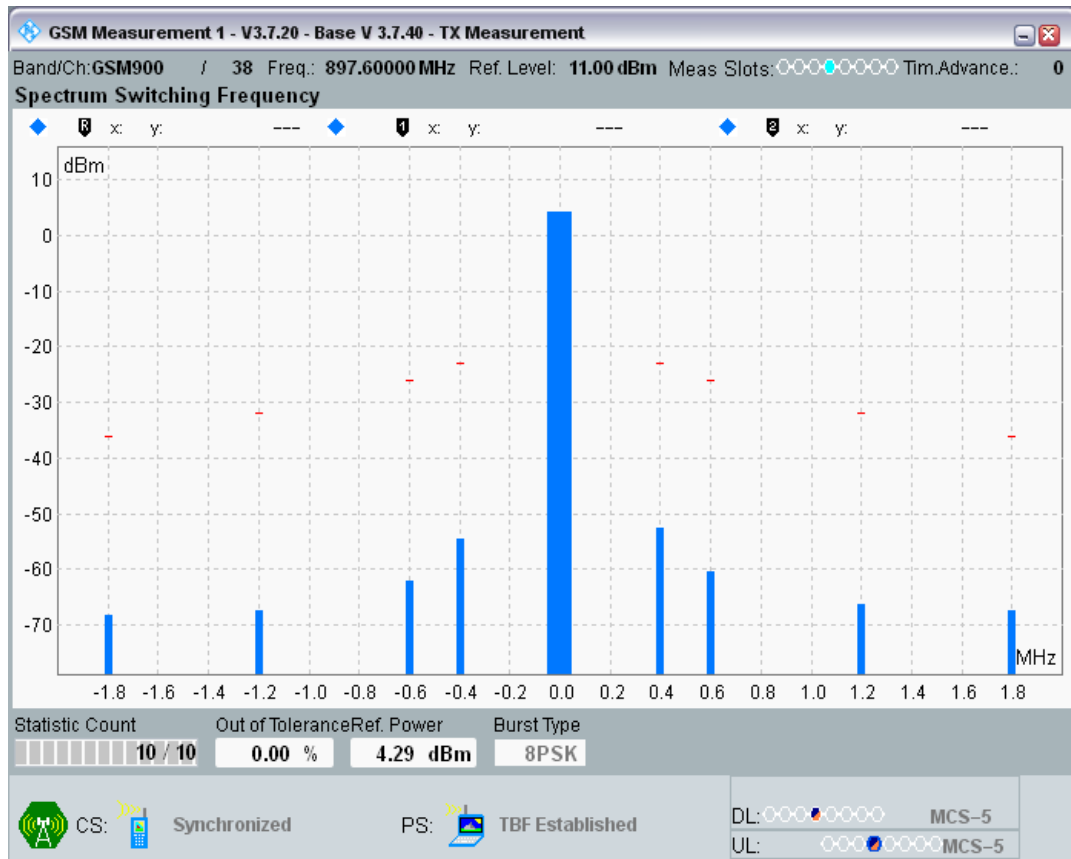 GSM Measurement 1 - V3.7.20 - Base V 3.7.40 - TX Measurement
Band/Ch:GSM900 / 38 Freq.: 897.60000 MHz Ref. Level: 11.00 dBm Meas Slots: Tim.Advance.: 0
Spectrum Switching Frequency
R x: y: --- 1 x: y: --- 2 x: y: ---
dBm
10
0
-10
-20
-30
-40
-50
-60
-70
MHz
-1.8 -1.6 -1.4 -1.2 -1.0 -0.8 -0.6 -0.4 -0.2 0.0 0.2 0.4 0.6 0.8 1.0 1.2 1.4 1.6 1.8
Statistic Count Out of Tolerance Ref. Power Burst Type
10 / 10 0.00 % 4.29 dBm 8PSK
CS: Synchronized PS: TBF Established
DL: MCS-5
UL: MCS-5